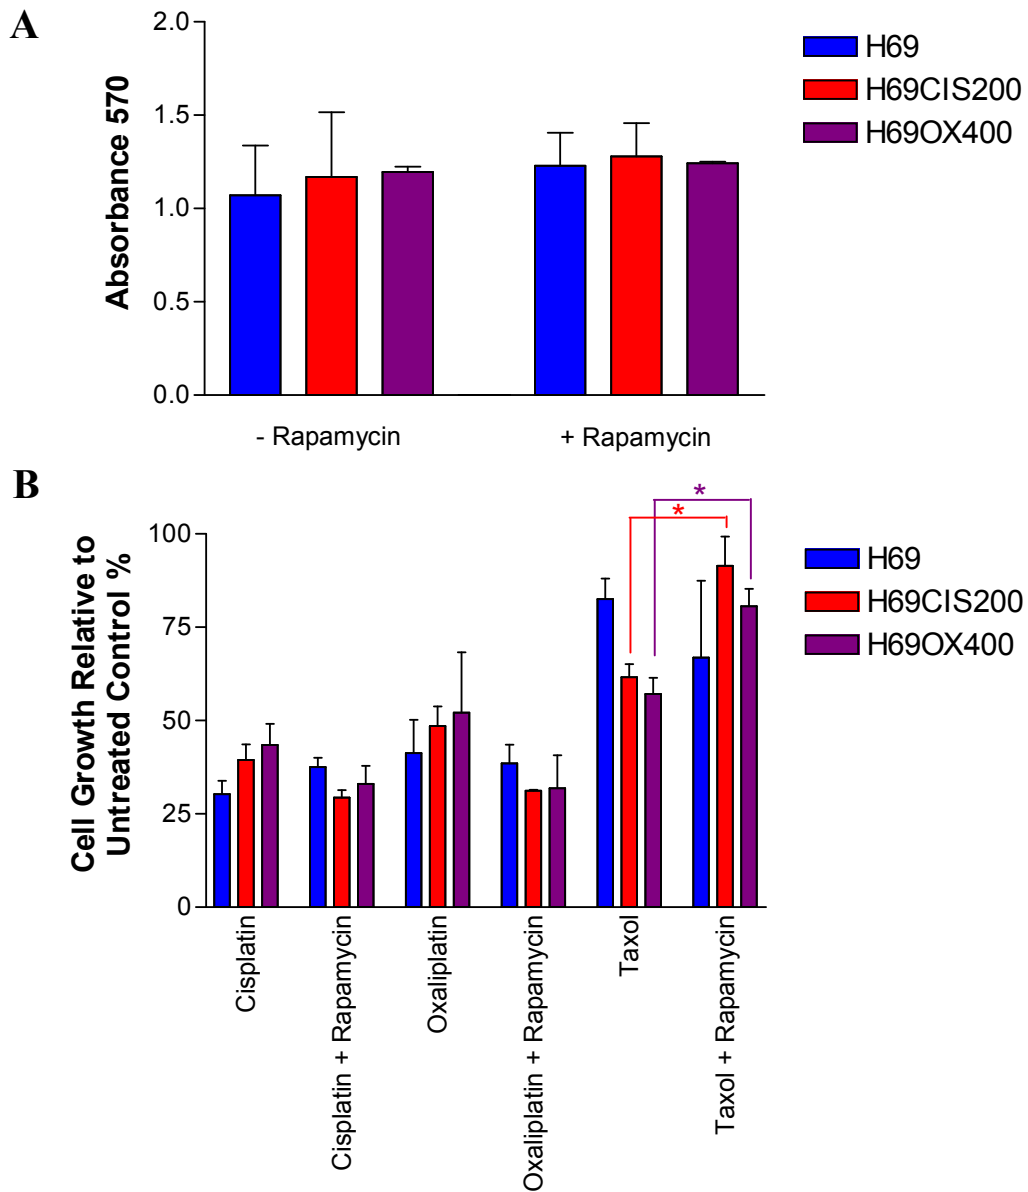 A
Absorbance 570
2.0
1.5
1.0
0.5
0.0
- Rapamycin
+ Rapamycin
H69
H69CIS200
H69OX400
B
Cell Growth Relative to
Untreated Control %
100
75
50
25
0
*
*
Cisplatin
Cisplatin + Rapamycin
Oxaliplatin
Oxaliplatin + Rapamycin
Taxol
Taxol + Rapamycin
H69
H69CIS200
H69OX400